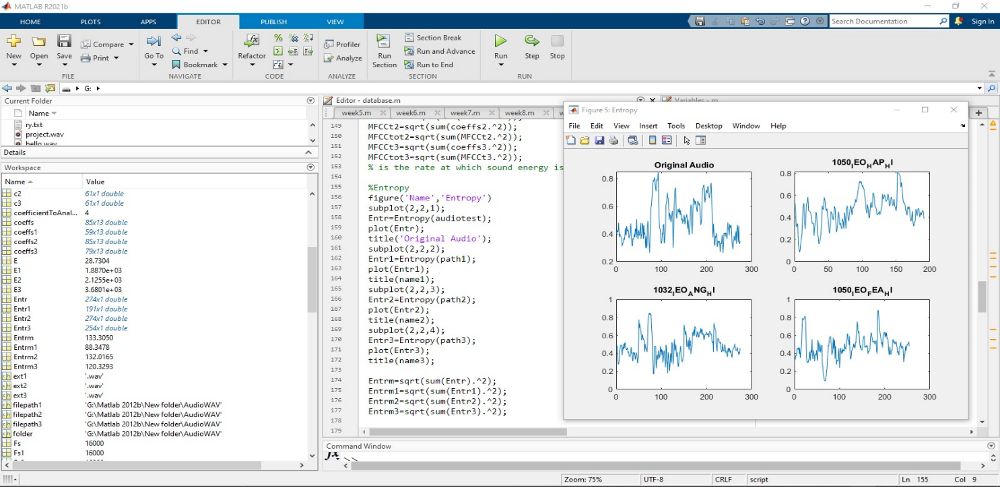 MATLAB R2021b
HOME PLOTS APPS EDITOR PUBLISH VIEW
Search Documentation
Sign In
New Open Save
Compare
Print
FILE
Go To
Find
Bookmark
NAVIGATE
Refactor
CODE
Profiler
Analyze
ANALYZE
Run Section
Section Break
Run and Advance
Run to End
SECTION
Run Step Stop
RUN
G:
Current Folder
Name
ry.txt
project.wav
hello.wav
Details
Workspace
Name Value
c2 61x1 double
c3 61x1 double
coefficientToAnal... 4
coeffs 85x13 double
coeffs1 59x13 double
coeffs2 85x13 double
coeffs3 79x13 double
E 28.7304
E1 1.8870e+03
E2 2.1255e+03
E3 3.6801e+03
Entr 274x1 double
Entr1 191x1 double
Entr2 274x1 double
Entr3 254x1 double
Entrm 133.3050
Entrm1 88.3478
Entrm2 132.0165
Entrm3 120.3293
ext1 '.wav'
ext2 '.wav'
ext3 '.wav'
filepath1 'G:\Matlab 2012b\New folder\AudioWAV'
filepath2 'G:\Matlab 2012b\New folder\AudioWAV'
filepath3 'G:\Matlab 2012b\New folder\AudioWAV'
folder 'G:\Matlab 2012b\New folder\AudioWAV'
Fs 16000
Fs1 16000
Editor - database.m
Variables - m
week5.m week6.m week7.m week8.m
149 MFCCt2=sqrt(sum(coeffs2.^2));
150 MFCCtot2=sqrt(sum(MFCCt2.^2));
151 MFCCt3=sqrt(sum(coeffs3.^2));
152 MFCCtot3=sqrt(sum(MFCCt3.^2));
153 % is the rate at which sound energy is
154
155 %Entropy
156 figure('Name','Entropy')
157 subplot(2,2,1);
158 Entr=Entropy(audiotest);
159 plot(Entr);
160 title('Original Audio');
161 subplot(2,2,2);
162 Entr1=Entropy(path1);
163 plot(Entr1);
164 title(name1);
165 subplot(2,2,3);
166 Entr2=Entropy(path2);
167 plot(Entr2);
168 title(name2);
169 subplot(2,2,4);
170 Entr3=Entropy(path3);
171 plot(Entr3);
172 title(name3);
173
174 Entrm=sqrt(sum(Entr).^2);
175 Entrm1=sqrt(sum(Entr1).^2);
176 Entrm2=sqrt(sum(Entr2).^2);
177 Entrm3=sqrt(sum(Entr3).^2);
178
179
Figure 5: Entropy
File Edit View Insert Tools Desktop Window Help
Original Audio
0.8
0.6
0.4
0.2
0 100 200 300
1050IEOHAPHI
0.8
0.6
0.4
0.2
0
0 50 100 150 200
1032IEOANGHI
1
0.8
0.6
0.4
0.2
0
0 100 200 300
1050IEOFEAHI
1
0.8
0.6
0.4
0.2
0
0 100 200 300
Command Window
fx >>
Zoom: 75% UTF-8 CRLF script Ln 155 Col 9